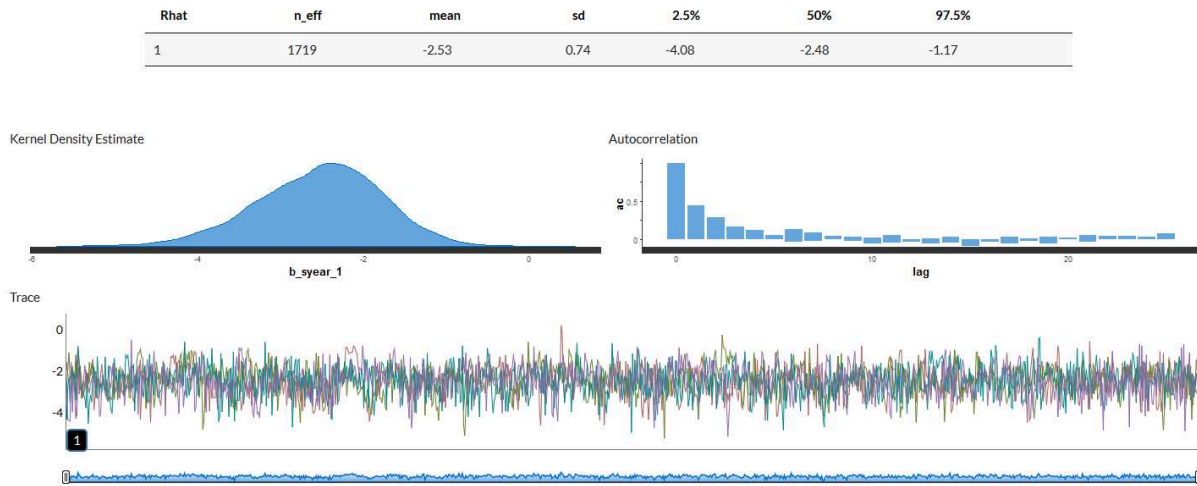 Rhat n_eff mean sd 2.5% 50% 97.5%
1 1719 -2.53 0.74 -4.08 -2.48 -1.17
Kernel Density Estimate
-6 -4 -2 0
b_syear_1
Autocorrelation
ac
0.5
0
0 10 20
lag
Trace
0
-2
-4
1